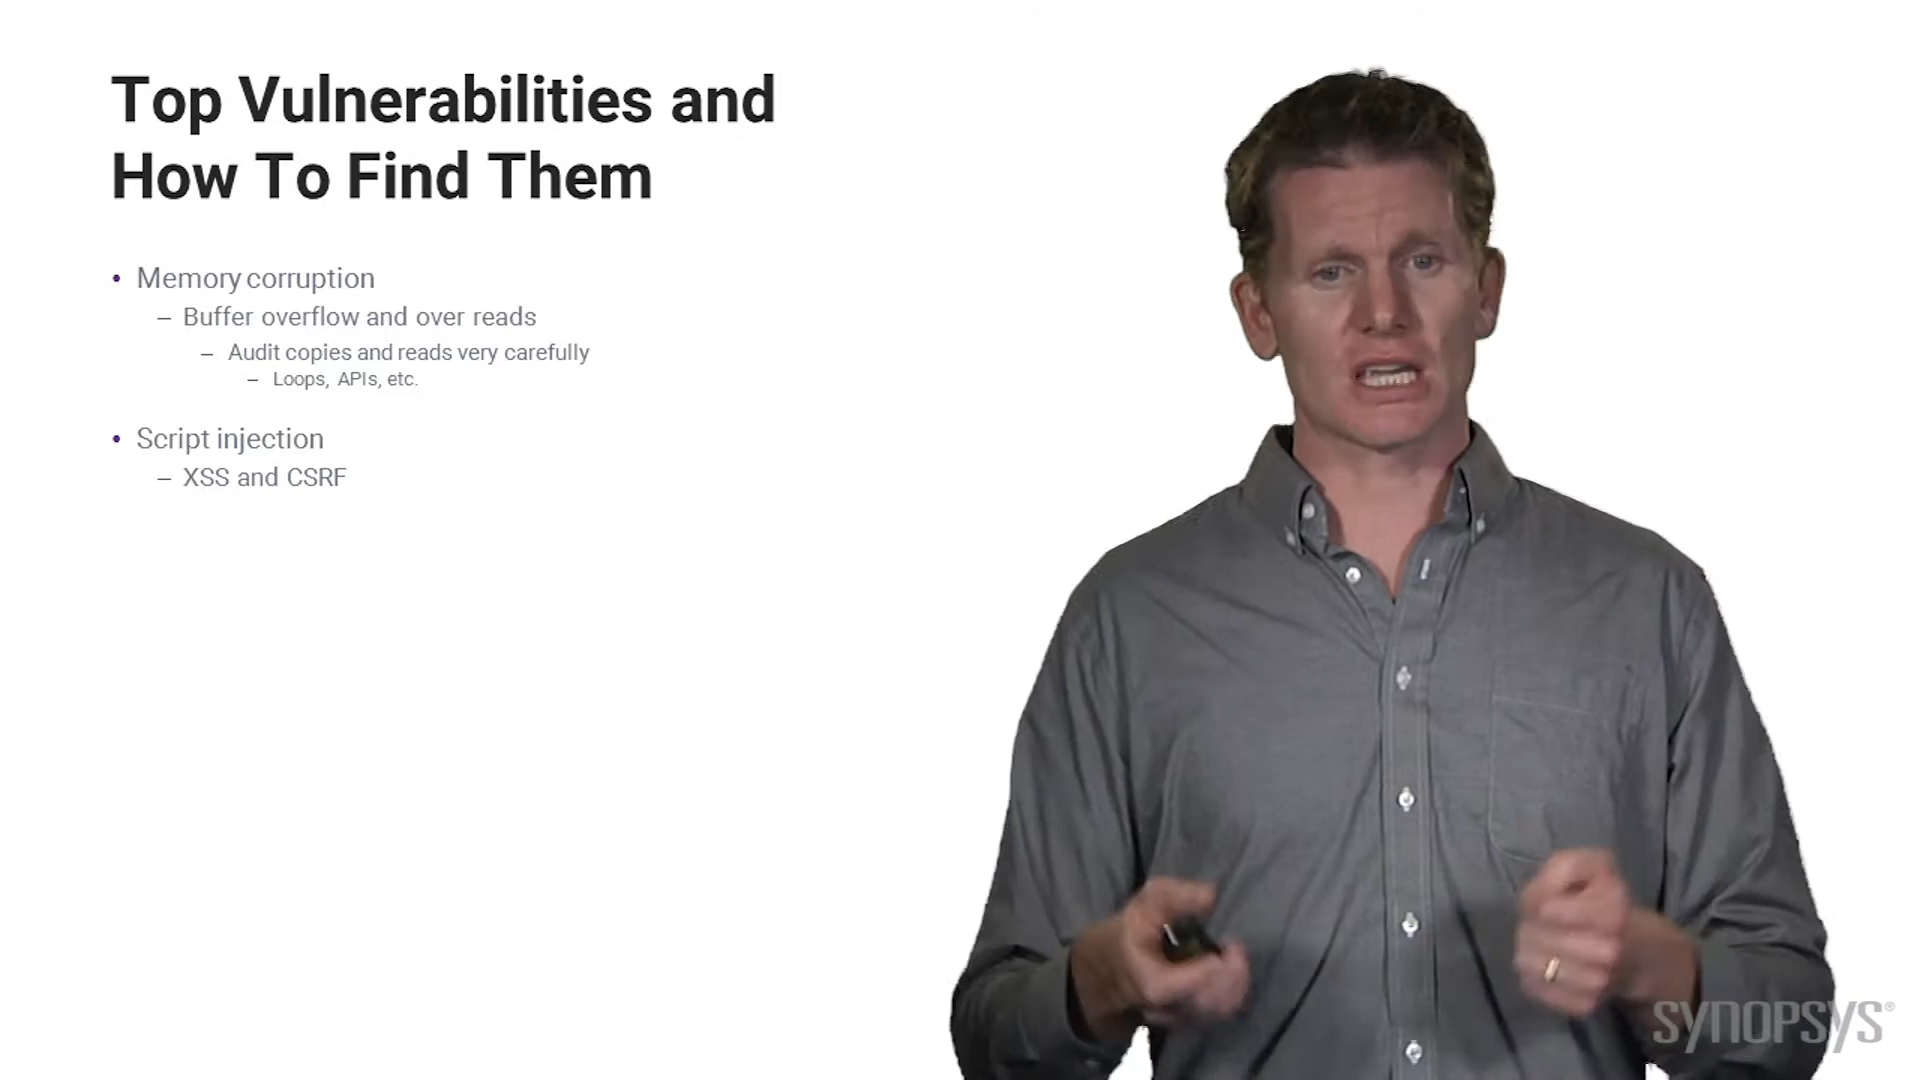 Top Vulnerabilities and
How To Find Them
• Memory corruption
– Buffer overflow and over reads
– Audit copies and reads very carefully
– Loops, APIs, etc.
• Script injection
– XSS and CSRF
SYNOPSYS®